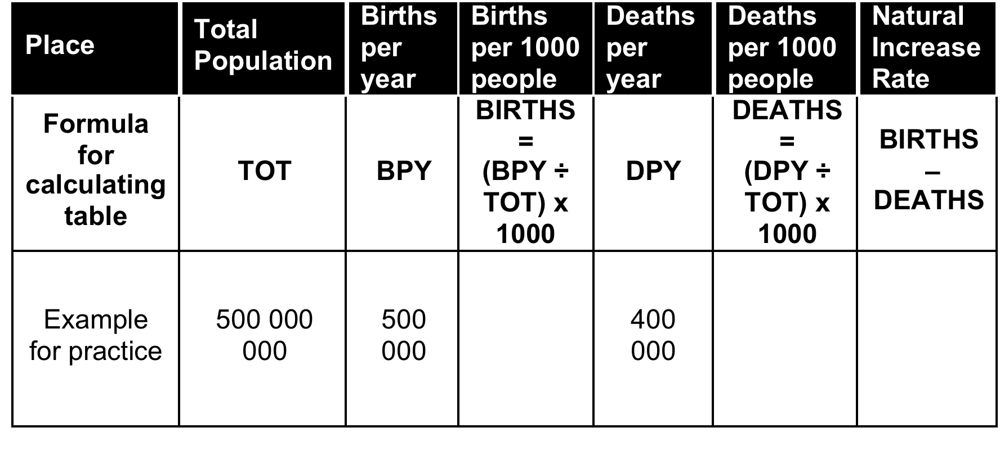 Place
Total
Population
Births
per
year
Births
per 1000
people
Deaths
per
year
Deaths
per 1000
people
Natural
Increase
Rate
Formula
for
calculating
table
TOT
BPY
BIRTHS
=
(BPY ÷
TOT) x
1000
DPY
DEATHS
=
(DPY ÷
TOT) x
1000
BIRTHS
–
DEATHS
Example
for practice
500 000
000
500
000
400
000